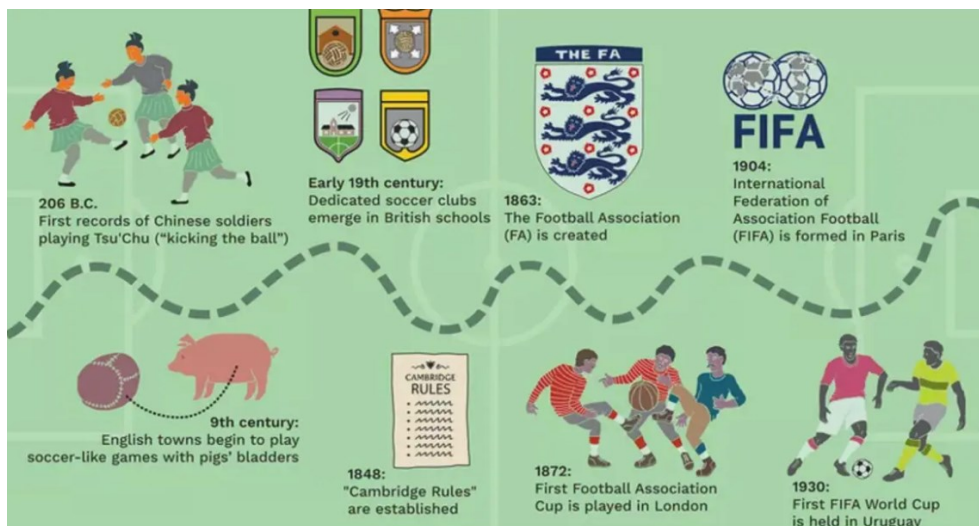 206 B.C.
First records of Chinese soldiers
playing Tsu'Chu ("kicking the ball")
Early 19th century:
Dedicated soccer clubs
emerge in British schools
THE FA
1863:
The Football Association
(FA) is created
FIFA
1904:
International
Federation of
Association Football
(FIFA) is formed in Paris
9th century:
English towns begin to play
soccer-like games with pigs' bladders
CAMBRIDGE
RULES
1848:
"Cambridge Rules"
are established
1872:
First Football Association
Cup is played in London
1930:
First FIFA World Cup
is held in Uruguay